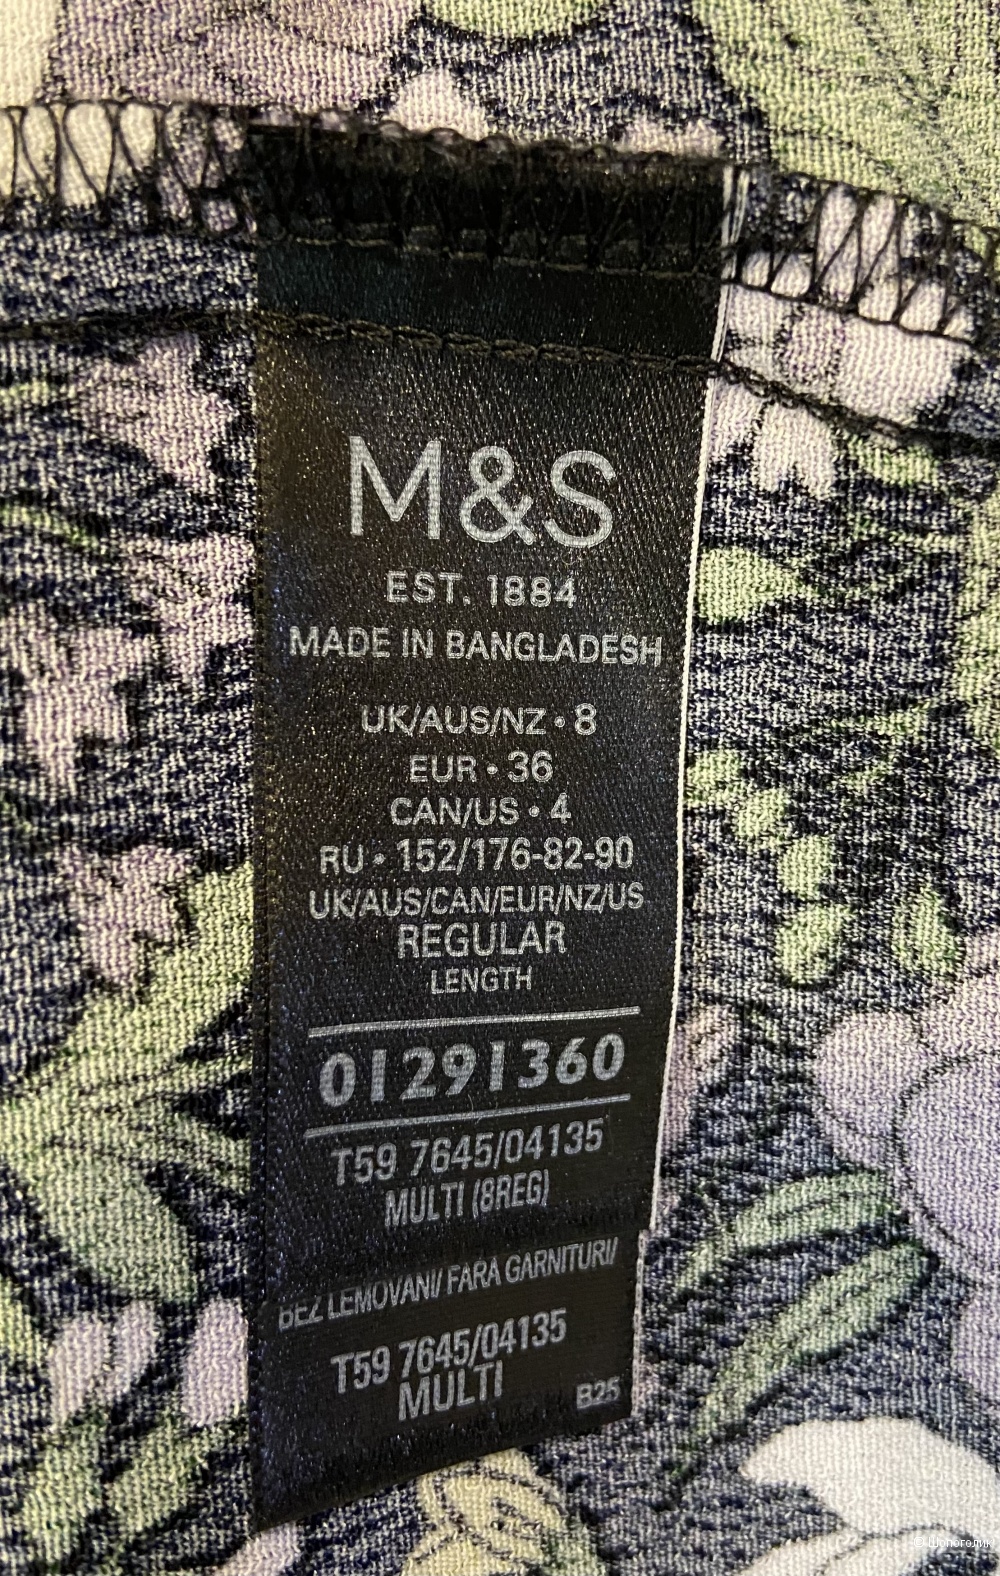 M&S
EST. 1884
MADE IN BANGLADESH
UK/AUS/NZ • 8
EUR • 36
CAN/US • 4
RU • 152/176-82-90
UK/AUS/CAN/EUR/NZ/US
REGULAR
LENGTH
01291360
T59 7645/04135
MULTI (8REG)
BEZ LEMOVANI/ FARA GARNITURI/
T59 7645/04135
MULTI
B25
© Шопоголик